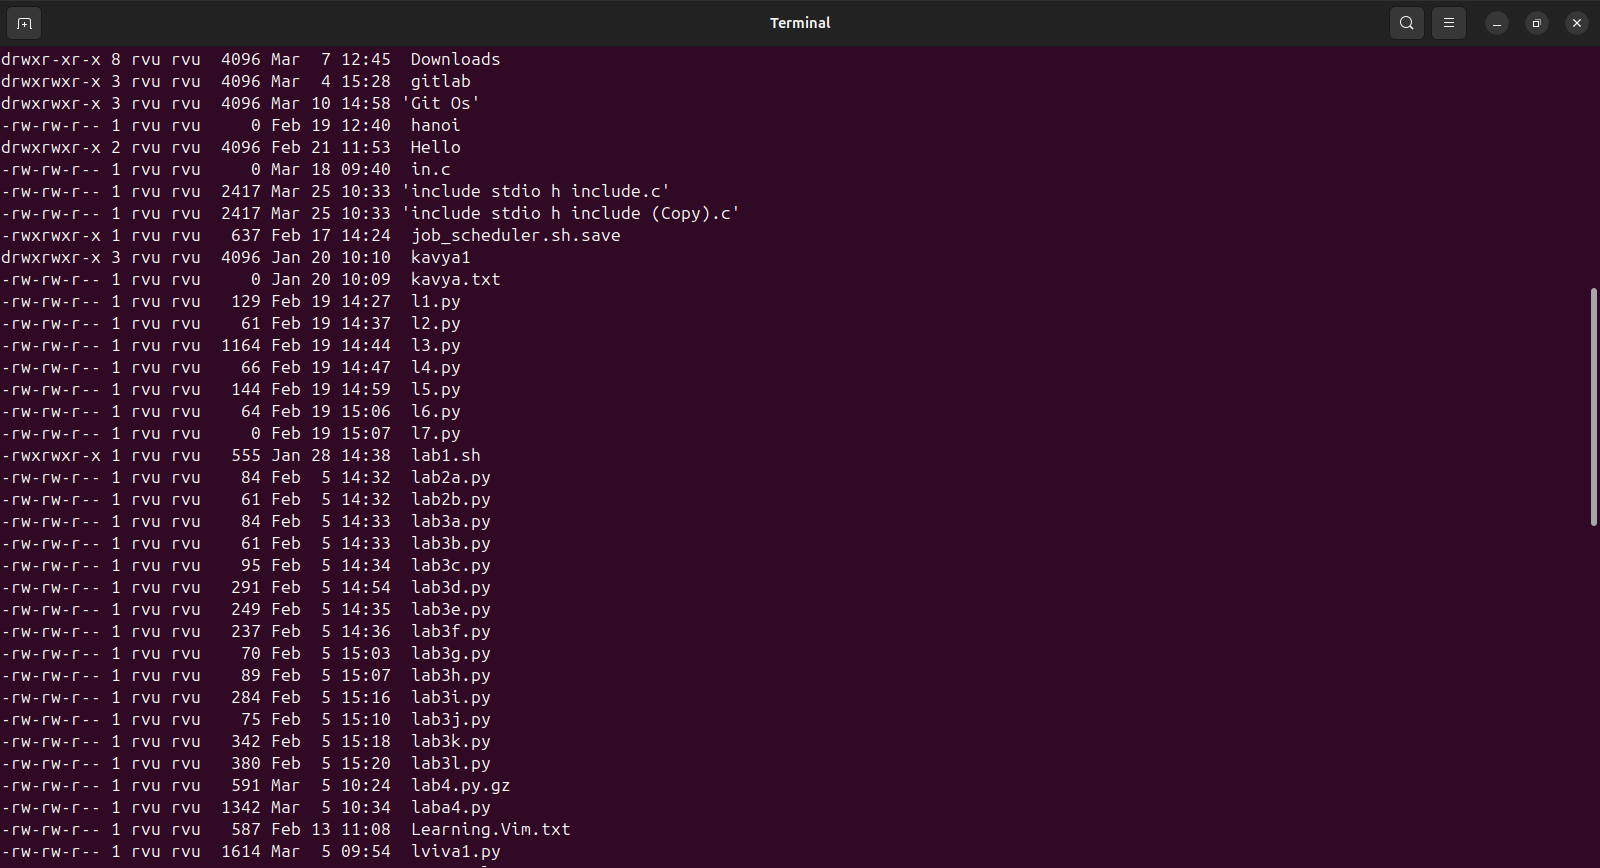 Terminal
drwxr-xr-x 8 rvu rvu  4096 Mar  7 12:45  Downloads
drwxrwxr-x 3 rvu rvu  4096 Mar  4 15:28  gitlab
drwxrwxr-x 3 rvu rvu  4096 Mar 10 14:58 'Git Os'
-rw-rw-r-- 1 rvu rvu     0 Feb 19 12:40  hanoi
drwxrwxr-x 2 rvu rvu  4096 Feb 21 11:53  Hello
-rw-rw-r-- 1 rvu rvu     0 Mar 18 09:40  in.c
-rw-rw-r-- 1 rvu rvu  2417 Mar 25 10:33 'include stdio h include.c'
-rw-rw-r-- 1 rvu rvu  2417 Mar 25 10:33 'include stdio h include (Copy).c'
-rwxrwxr-x 1 rvu rvu   637 Feb 17 14:24  job_scheduler.sh.save
drwxrwxr-x 3 rvu rvu  4096 Jan 20 10:10  kavya1
-rw-rw-r-- 1 rvu rvu     0 Jan 20 10:09  kavya.txt
-rw-rw-r-- 1 rvu rvu   129 Feb 19 14:27  l1.py
-rw-rw-r-- 1 rvu rvu    61 Feb 19 14:37  l2.py
-rw-rw-r-- 1 rvu rvu  1164 Feb 19 14:44  l3.py
-rw-rw-r-- 1 rvu rvu    66 Feb 19 14:47  l4.py
-rw-rw-r-- 1 rvu rvu   144 Feb 19 14:59  l5.py
-rw-rw-r-- 1 rvu rvu    64 Feb 19 15:06  l6.py
-rw-rw-r-- 1 rvu rvu     0 Feb 19 15:07  l7.py
-rwxrwxr-x 1 rvu rvu   555 Jan 28 14:38  lab1.sh
-rw-rw-r-- 1 rvu rvu    84 Feb  5 14:32  lab2a.py
-rw-rw-r-- 1 rvu rvu    61 Feb  5 14:32  lab2b.py
-rw-rw-r-- 1 rvu rvu    84 Feb  5 14:33  lab3a.py
-rw-rw-r-- 1 rvu rvu    61 Feb  5 14:33  lab3b.py
-rw-rw-r-- 1 rvu rvu    95 Feb  5 14:34  lab3c.py
-rw-rw-r-- 1 rvu rvu   291 Feb  5 14:54  lab3d.py
-rw-rw-r-- 1 rvu rvu   249 Feb  5 14:35  lab3e.py
-rw-rw-r-- 1 rvu rvu   237 Feb  5 14:36  lab3f.py
-rw-rw-r-- 1 rvu rvu    70 Feb  5 15:03  lab3g.py
-rw-rw-r-- 1 rvu rvu    89 Feb  5 15:07  lab3h.py
-rw-rw-r-- 1 rvu rvu   284 Feb  5 15:16  lab3i.py
-rw-rw-r-- 1 rvu rvu    75 Feb  5 15:10  lab3j.py
-rw-rw-r-- 1 rvu rvu   342 Feb  5 15:18  lab3k.py
-rw-rw-r-- 1 rvu rvu   380 Feb  5 15:20  lab3l.py
-rw-rw-r-- 1 rvu rvu   591 Mar  5 10:24  lab4.py.gz
-rw-rw-r-- 1 rvu rvu  1342 Mar  5 10:34  laba4.py
-rw-rw-r-- 1 rvu rvu   587 Feb 13 11:08  Learning.Vim.txt
-rw-rw-r-- 1 rvu rvu  1614 Mar  5 09:54  lviva1.py